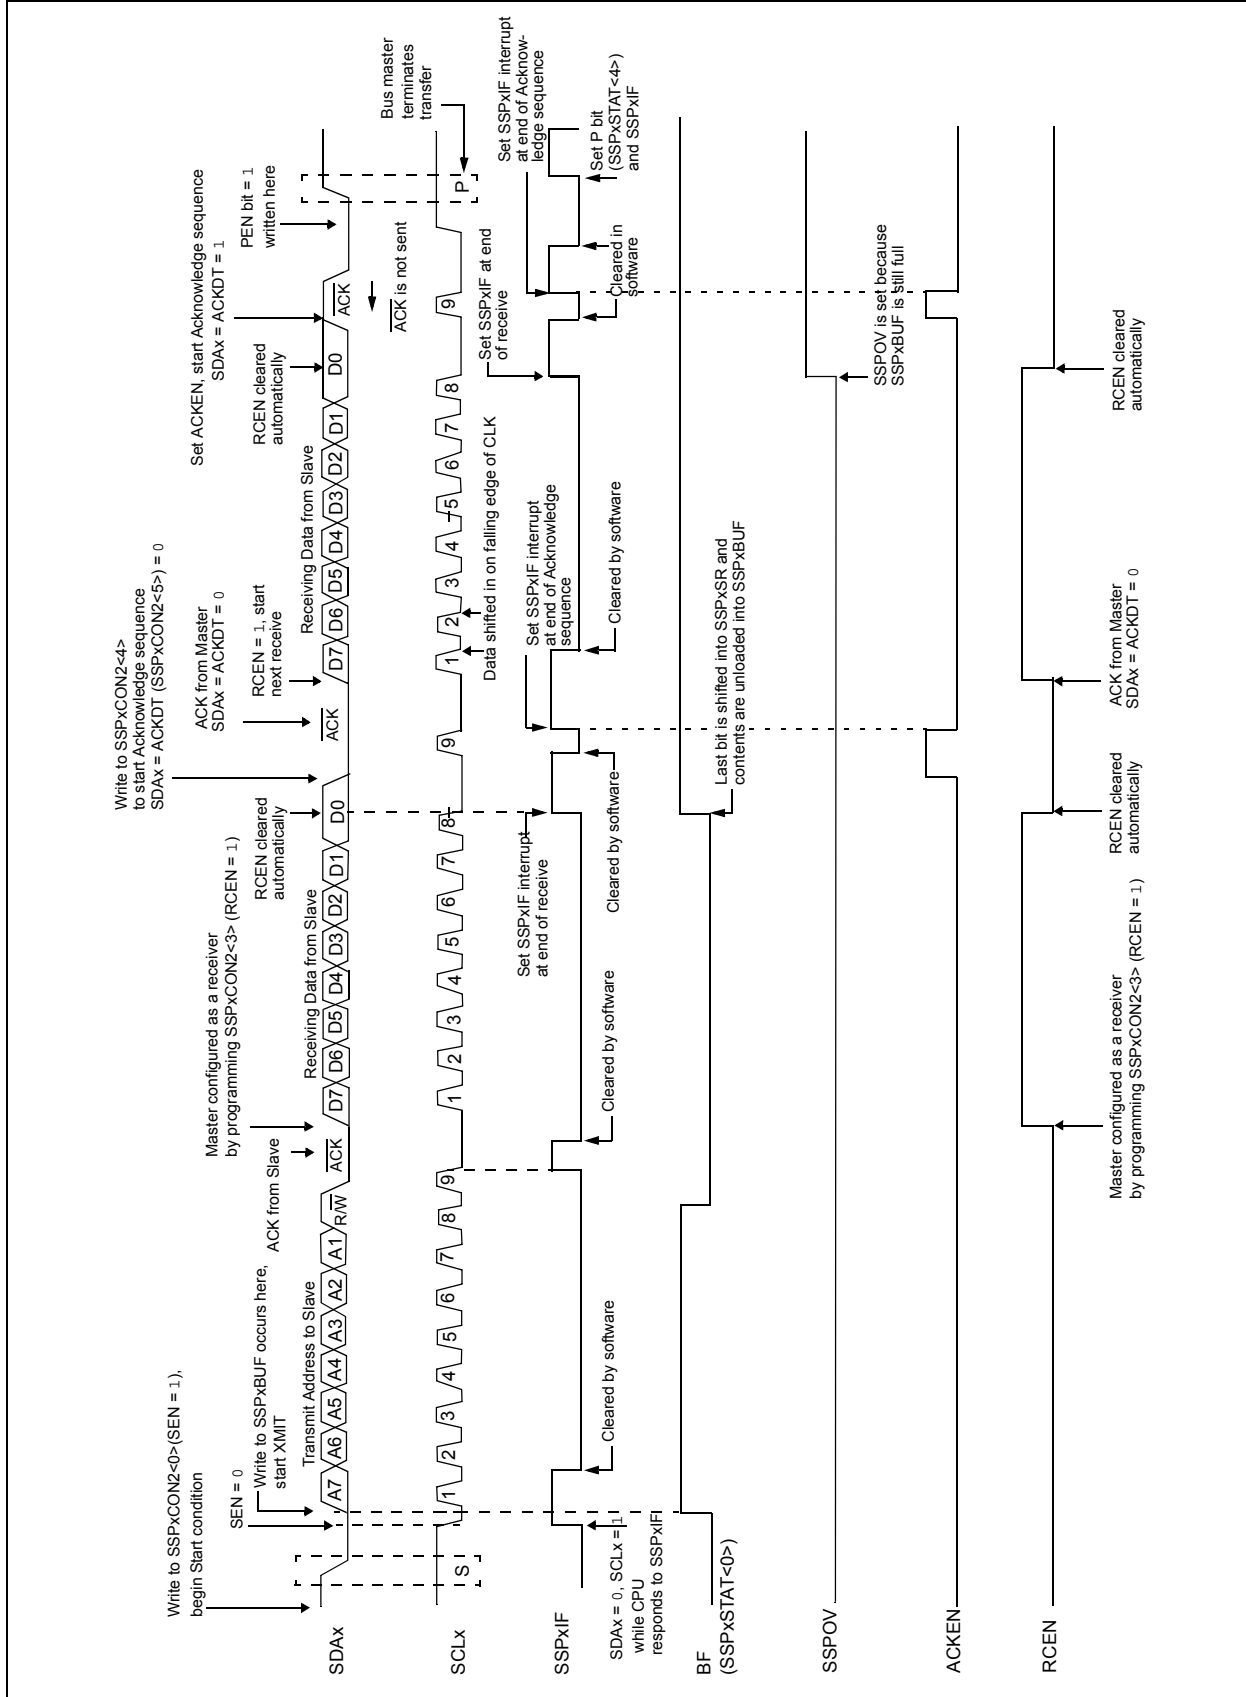 Write to SSPxCON2<0>(SEN = 1),
begin Start condition
SEN = 0
Write to SSPxBUF occurs here,
start XMIT
Transmit Address to Slave
ACK from Slave
Master configured as a receiver
by programming SSPxCON2<3> (RCEN = 1)
Receiving Data from Slave
RCEN cleared
automatically
Write to SSPxCON2<4>
to start Acknowledge sequence
SDAx = ACKDT (SSPxCON2<5>) = 0
ACK from Master
SDAx = ACKDT = 0
RCEN = 1, start
next receive
Receiving Data from Slave
RCEN cleared
automatically
Set ACKEN, start Acknowledge sequence
SDAx = ACKDT = 1
PEN bit = 1
written here
SDAx
A7 A6 A5 A4 A3 A2 A1 R/W ACK D7 D6 D5 D4 D3 D2 D1 D0 ACK D7 D6 D5 D4 D3 D2 D1 D0 ACK
ACK is not sent
Bus master
terminates
transfer
SCLx
S 1 2 3 4 5 6 7 8 9 1 2 3 4 5 6 7 8 9 1 2 3 4 5 6 7 8 9 P
Data shifted in on falling edge of CLK
Set SSPxIF interrupt
at end of receive
Set SSPxIF interrupt
at end of Acknowledge
sequence
Set SSPxIF at end
of receive
Set SSPxIF interrupt
at end of Acknow-
ledge sequence
SSPxIF
SDAx = 0, SCLx = 1
while CPU
responds to SSPxIF
Cleared by software
Cleared by software
Cleared by software
Cleared by software
Cleared in
software
Set P bit
(SSPxSTAT<4>)
and SSPxIF
BF
(SSPxSTAT<0>)
Last bit is shifted into SSPxSR and
contents are unloaded into SSPxBUF
SSPOV
SSPOV is set because
SSPxBUF is still full
ACKEN
RCEN
Master configured as a receiver
by programming SSPxCON2<3> (RCEN = 1)
RCEN cleared
automatically
ACK from Master
SDAx = ACKDT = 0
RCEN cleared
automatically